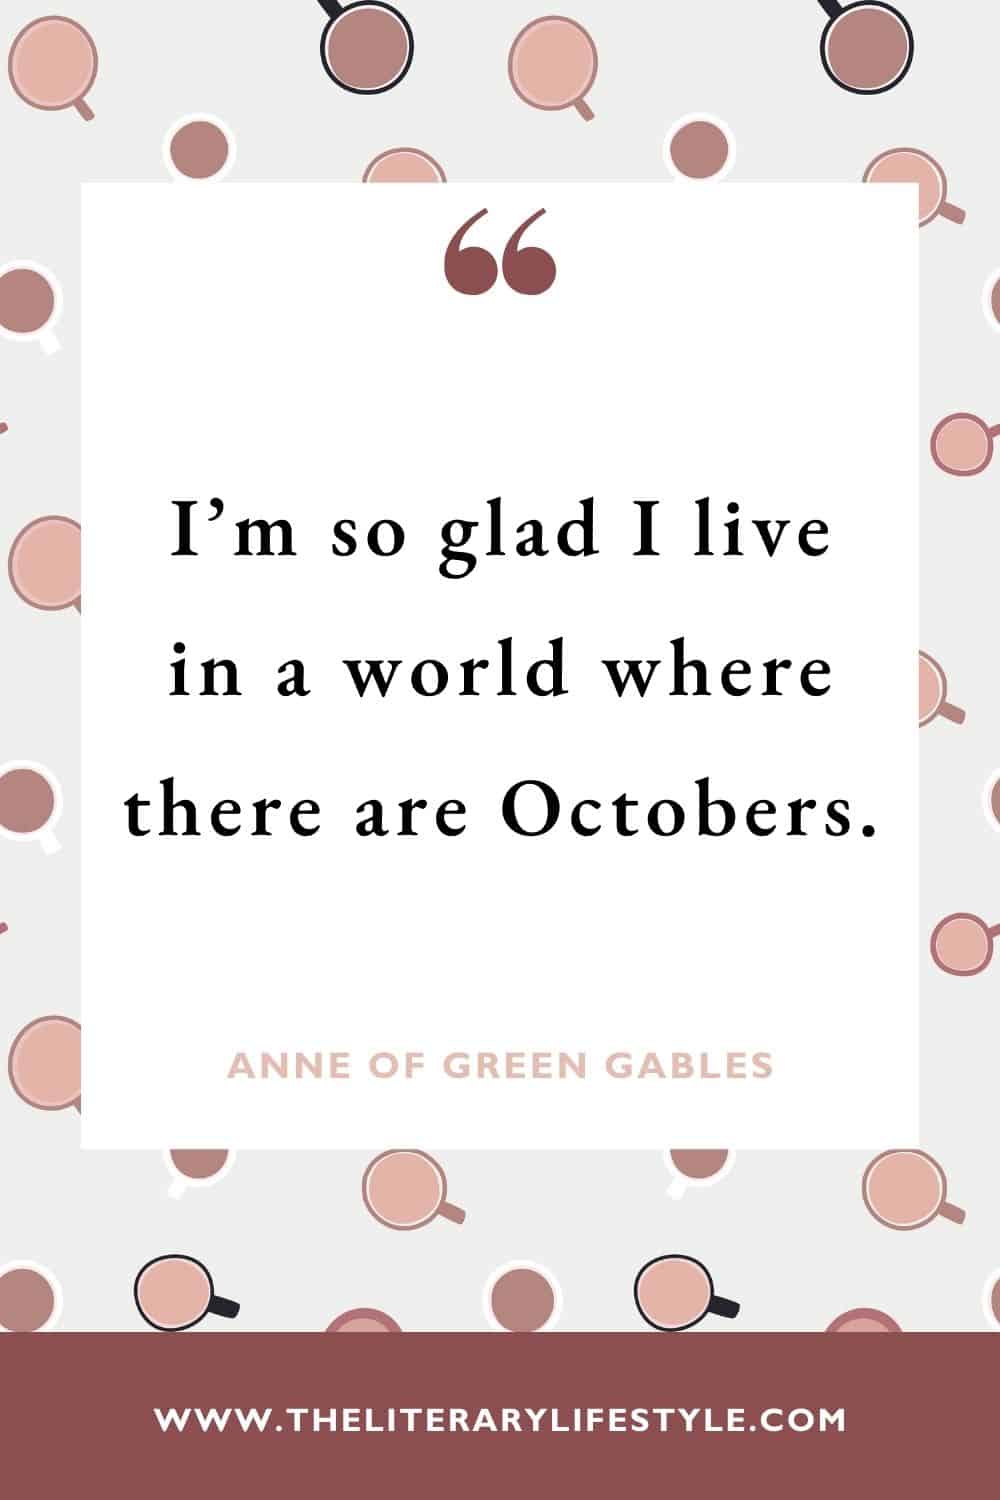 “
I’m so glad I live
in a world where
there are Octobers.
ANNE OF GREEN GABLES
WWW.THELITERARYLIFESTYLE.COM